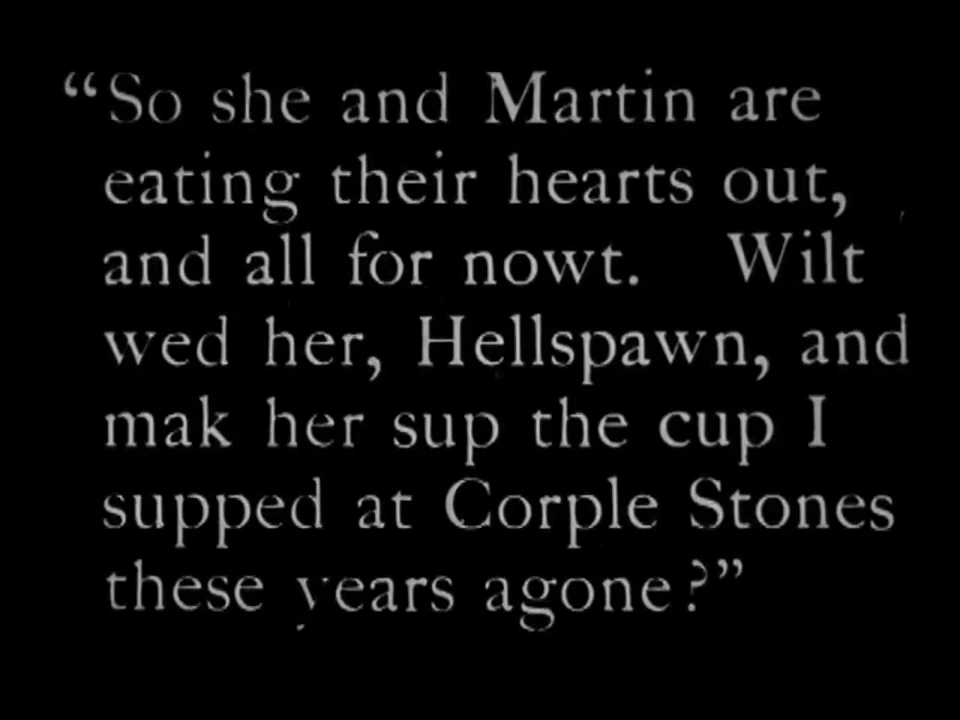 “So she and Martin are
eating their hearts out,
and all for nowt. Wilt
wed her, Hellspawn, and
mak her sup the cup I
supped at Corple Stones
these years agone?”